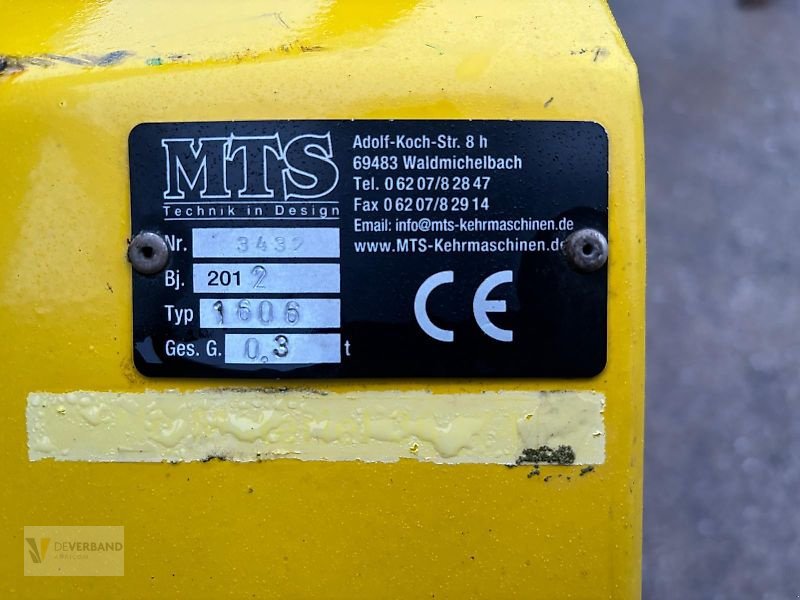 MTS
Technik in Design
Adolf-Koch-Str. 8 h
69483 Waldmichelbach
Tel. 0 62 07/8 28 47
Fax 0 62 07/8 29 14
Email: info@mts-kehrmaschinen.de
www.MTS-Kehrmaschinen.de
Nr. 3432
Bj. 2012
Typ 1606
Ges. G. 0.3 t
CE
DEVERBAND